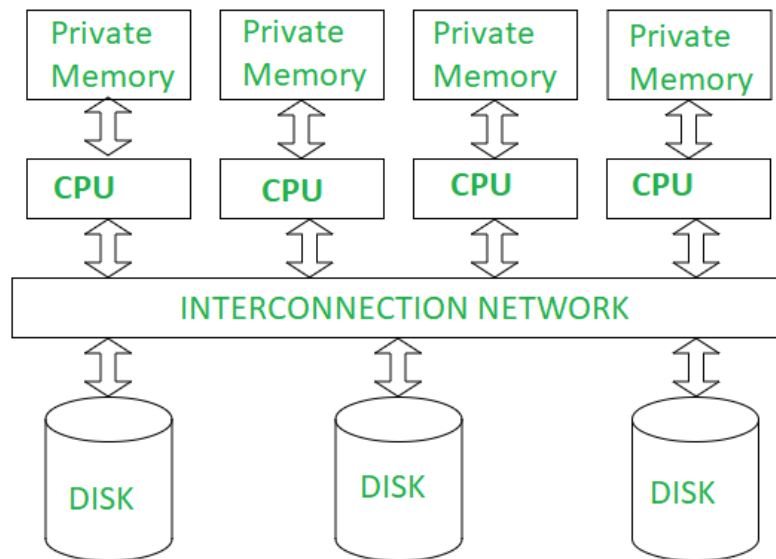 Private
Memory
Private
Memory
Private
Memory
Private
Memory
CPU
CPU
CPU
CPU
INTERCONNECTION NETWORK
DISK
DISK
DISK